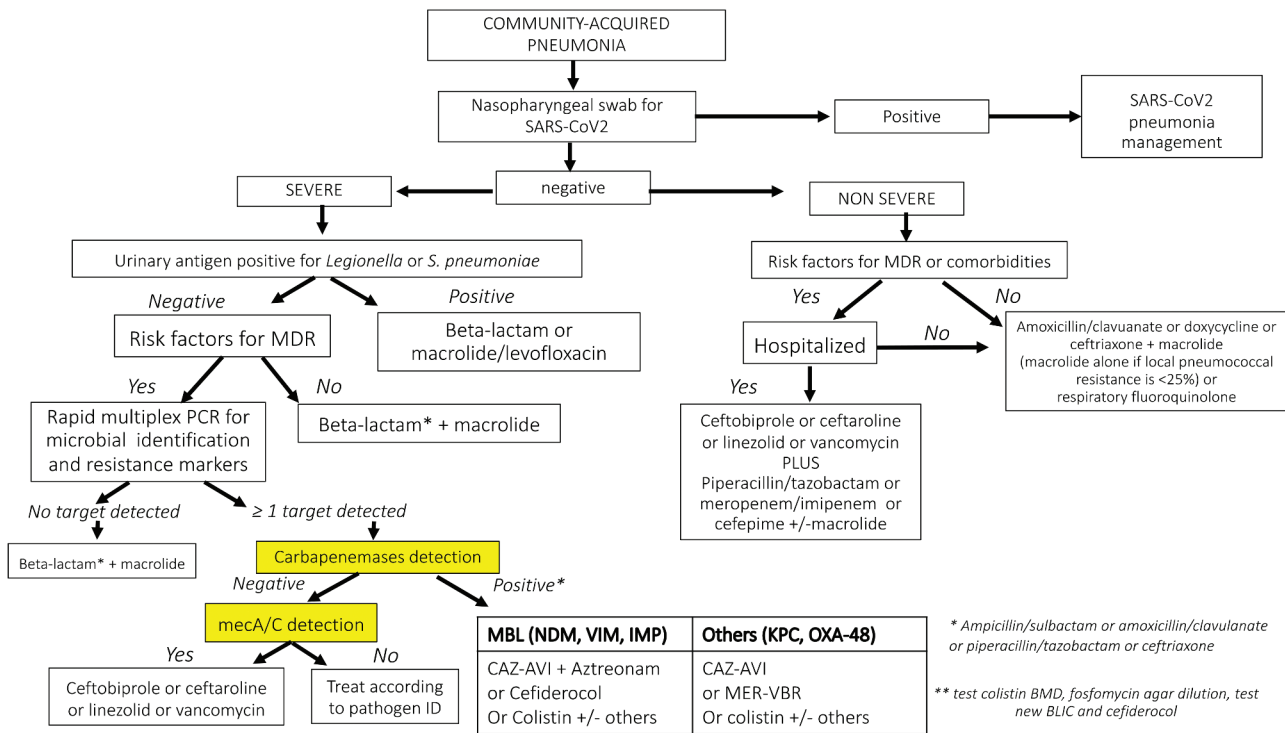 COMMUNITY-ACQUIRED
PNEUMONIA
Nasopharyngeal swab for
SARS-CoV2
Positive
SARS-CoV2
pneumonia
management
negative
SEVERE
NON SEVERE
Urinary antigen positive for Legionella or S. pneumoniae
Risk factors for MDR or comorbidities
Negative
Positive
Yes
No
Risk factors for MDR
Beta-lactam or
macrolide/levofloxacin
Hospitalized
No
Amoxicillin/clavuanate or doxycycline or
ceftriaxone + macrolide
(macrolide alone if local pneumococcal
resistance is <25%) or
respiratory fluoroquinolone
Yes
No
Yes
Rapid multiplex PCR for
microbial identification
and resistance markers
Beta-lactam* + macrolide
Ceftobiprole or ceftaroline
or linezolid or vancomycin
PLUS
Piperacillin/tazobactam or
meropenem/imipenem or
cefepime +/-macrolide
No target detected
≥ 1 target detected
Beta-lactam* + macrolide
Carbapenemases detection
Negative
Positive*
mecA/C detection
Yes
No
Ceftobiprole or ceftaroline
or linezolid or vancomycin
Treat according
to pathogen ID
MBL (NDM, VIM, IMP)
Others (KPC, OXA-48)
CAZ-AVI + Aztreonam
or Cefiderocol
Or Colistin +/- others
CAZ-AVI
or MER-VBR
Or colistin +/- others
* Ampicillin/sulbactam or amoxicillin/clavulanate
or piperacillin/tazobactam or ceftriaxone
** test colistin BMD, fosfomycin agar dilution, test
new BLIC and cefiderocol